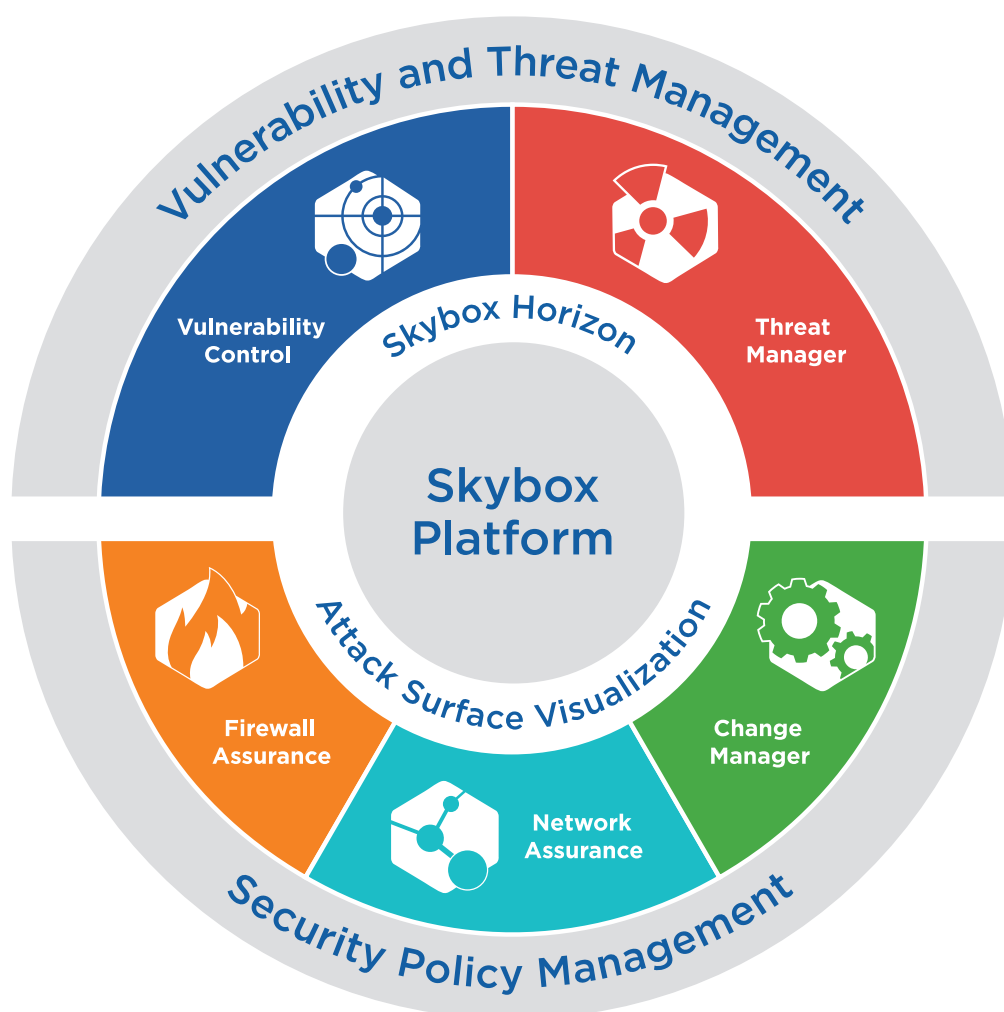 Vulnerability and Threat Management
Vulnerability
Control
Threat
Manager
Skybox Horizon
Skybox
Platform
Attack Surface Visualization
Firewall
Assurance
Network
Assurance
Change
Manager
Security Policy Management